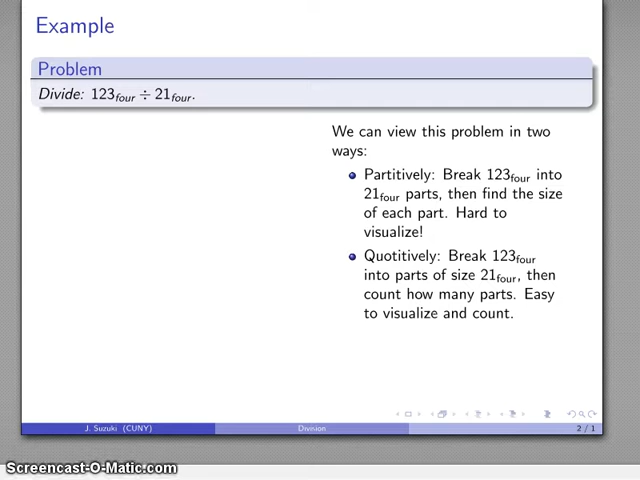 Example
Problem
Divide: 123four ÷ 21four.
We can view this problem in two
ways:
Partitively: Break 123four into
21four parts, then find the size
of each part. Hard to
visualize!
Quotitively: Break 123four
into parts of size 21four, then
count how many parts. Easy
to visualize and count.
J. Suzuki (CUNY)
Division
2 / 1
Screencast-O-Matic.com